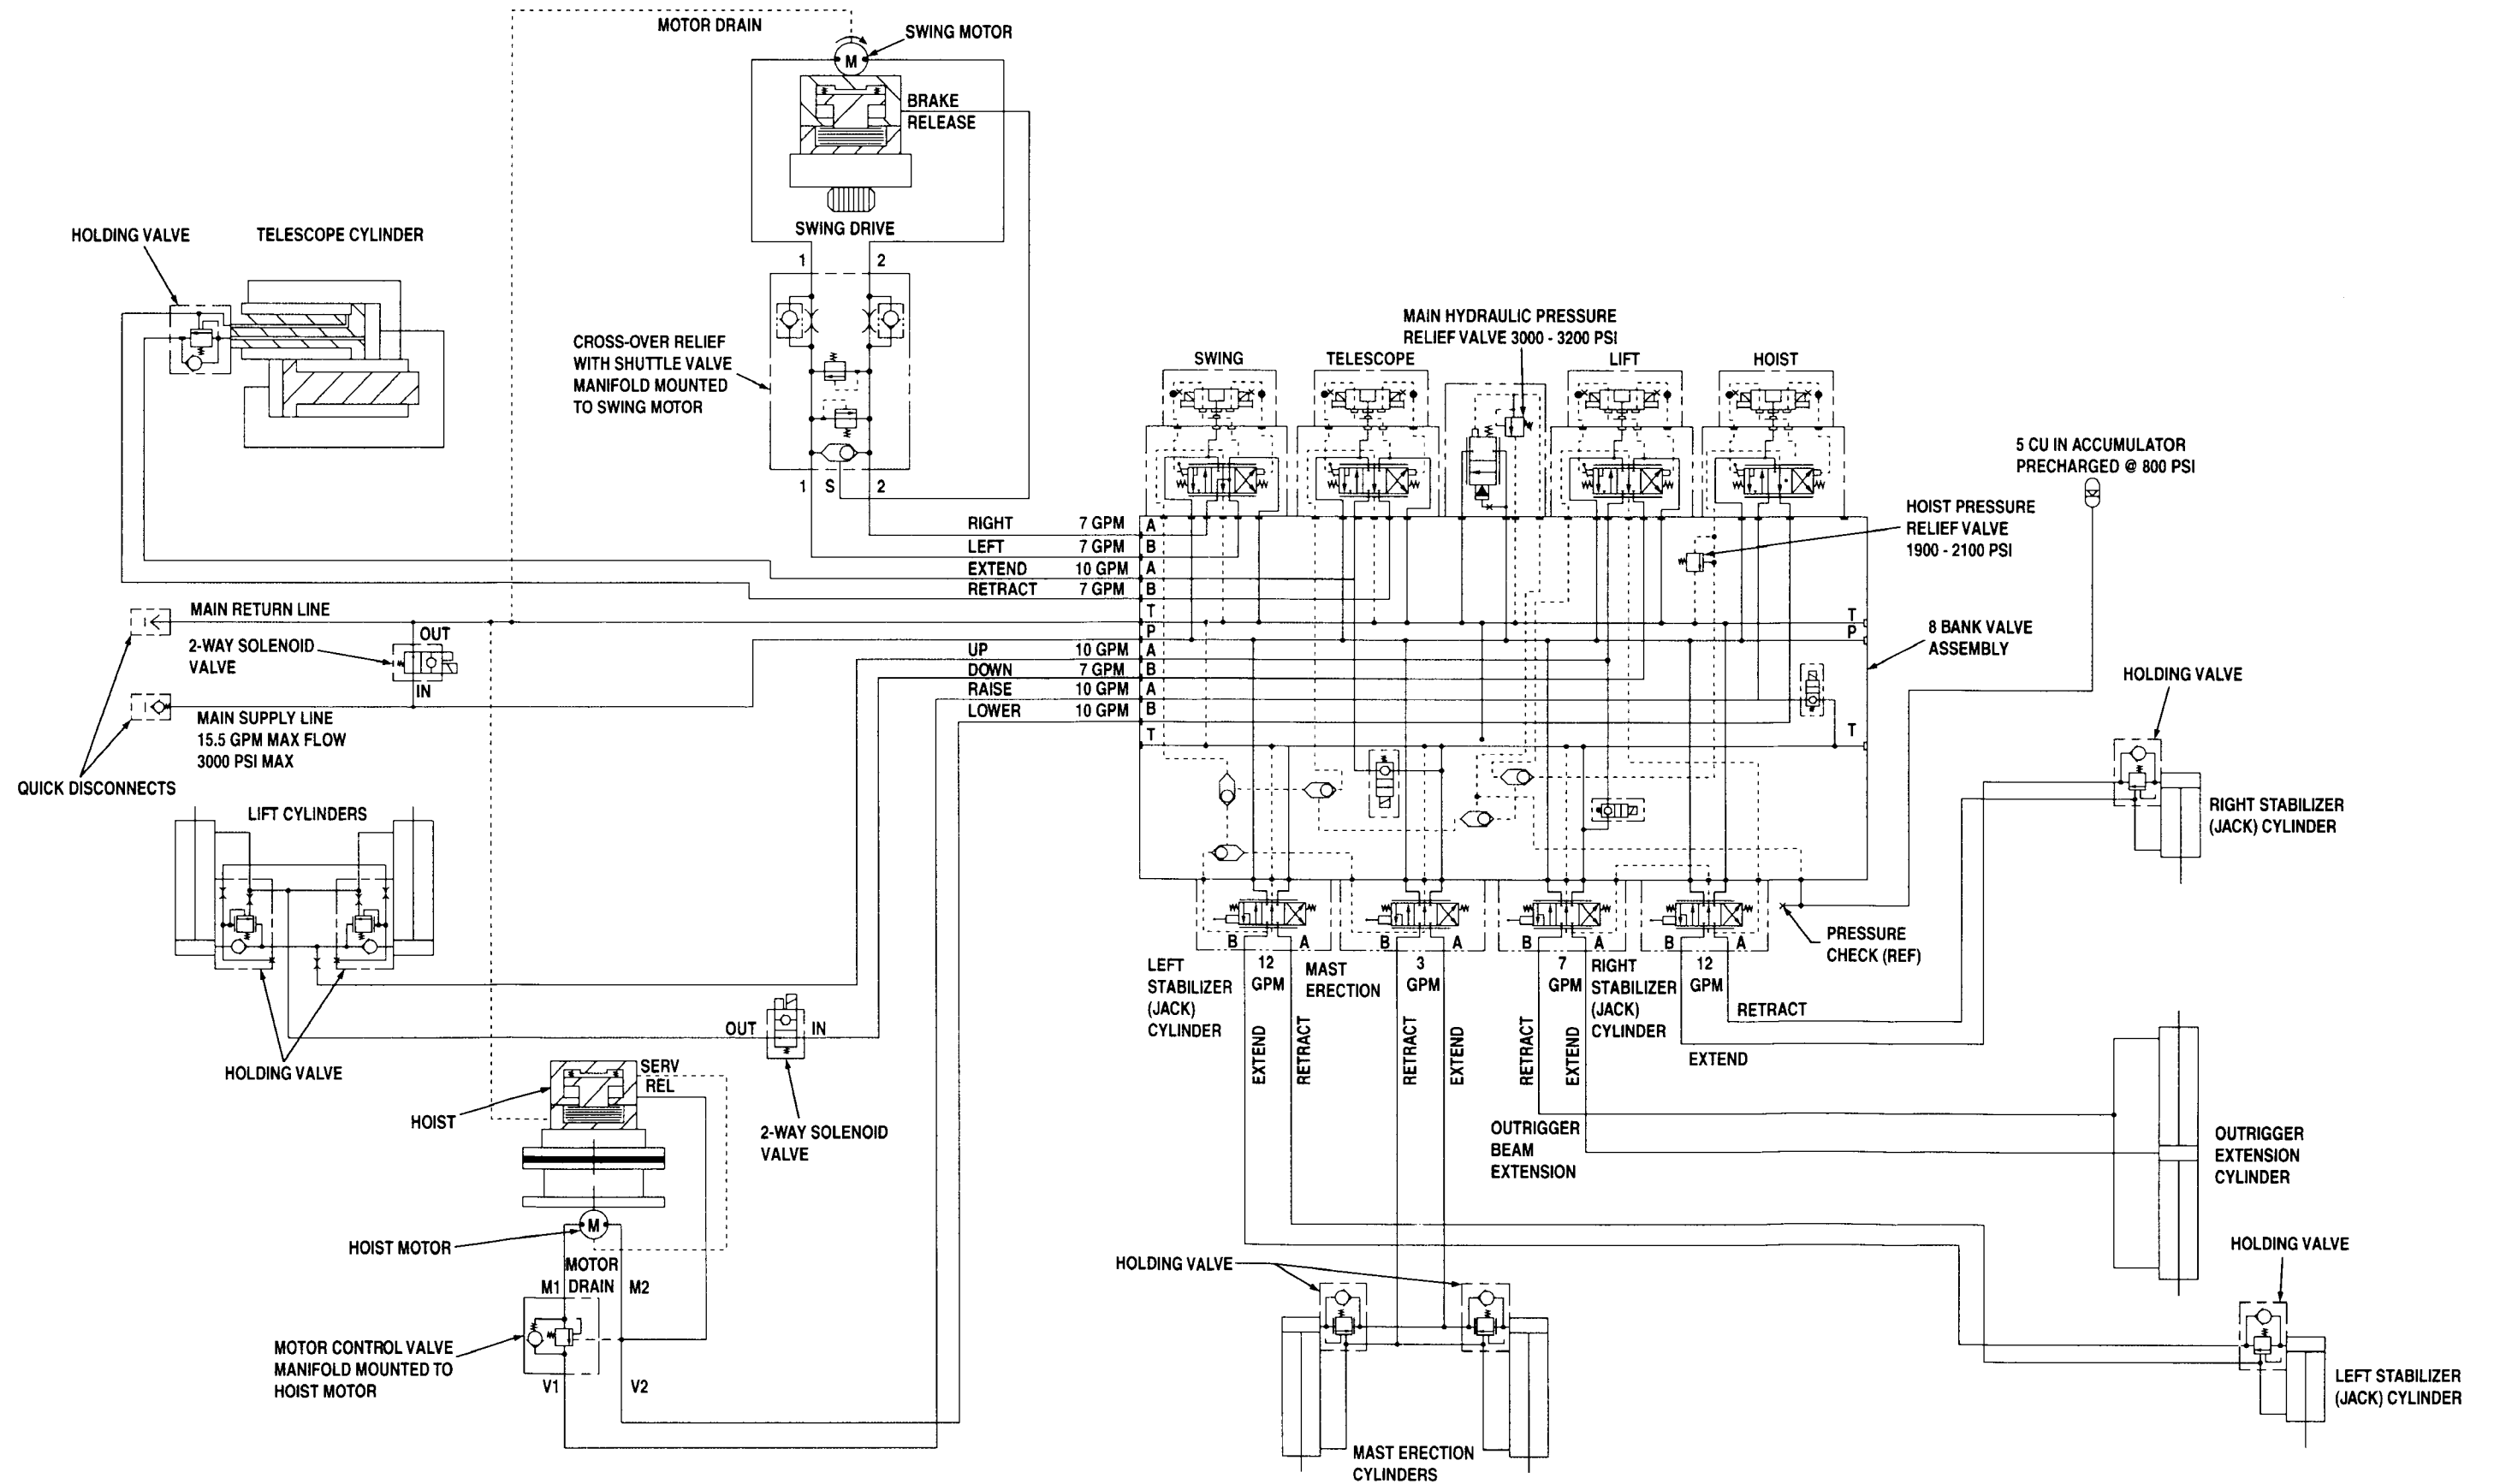 MOTOR DRAIN
SWING MOTOR
M
BRAKE
RELEASE
SWING DRIVE
1
2
HOLDING VALVE
TELESCOPE CYLINDER
CROSS-OVER RELIEF
WITH SHUTTLE VALVE
MANIFOLD MOUNTED
TO SWING MOTOR
1
S
2
MAIN HYDRAULIC PRESSURE
RELIEF VALVE 3000 - 3200 PSI
SWING
TELESCOPE
LIFT
HOIST
5 CU IN ACCUMULATOR
PRECHARGED @ 800 PSI
HOIST PRESSURE
RELIEF VALVE
1900 - 2100 PSI
RIGHT 7 GPM A
LEFT 7 GPM B
EXTEND 10 GPM A
RETRACT 7 GPM B
T
P
UP 10 GPM A
DOWN 7 GPM B
RAISE 10 GPM A
LOWER 10 GPM B
T
T
P
T
8 BANK VALVE
ASSEMBLY
MAIN RETURN LINE
2-WAY SOLENOID
VALVE
OUT
IN
MAIN SUPPLY LINE
15.5 GPM MAX FLOW
3000 PSI MAX
QUICK DISCONNECTS
LIFT CYLINDERS
HOLDING VALVE
OUT
IN
2-WAY SOLENOID
VALVE
HOLDING VALVE
RIGHT STABILIZER
(JACK) CYLINDER
B
A
B
A
B
A
B
A
PRESSURE
CHECK (REF)
LEFT
STABILIZER
(JACK)
CYLINDER
12
GPM
MAST
ERECTION
3
GPM
7
GPM
RIGHT
STABILIZER
(JACK)
CYLINDER
12
GPM
RETRACT
EXTEND
EXTEND
RETRACT
RETRACT
EXTEND
RETRACT
EXTEND
OUTRIGGER
BEAM
EXTENSION
OUTRIGGER
EXTENSION
CYLINDER
SERV
REL
HOIST
M
HOIST MOTOR
MOTOR
DRAIN
M1
M2
MOTOR CONTROL VALVE
MANIFOLD MOUNTED TO
HOIST MOTOR
V1
V2
HOLDING VALVE
MAST ERECTION
CYLINDERS
HOLDING VALVE
LEFT STABILIZER
(JACK) CYLINDER